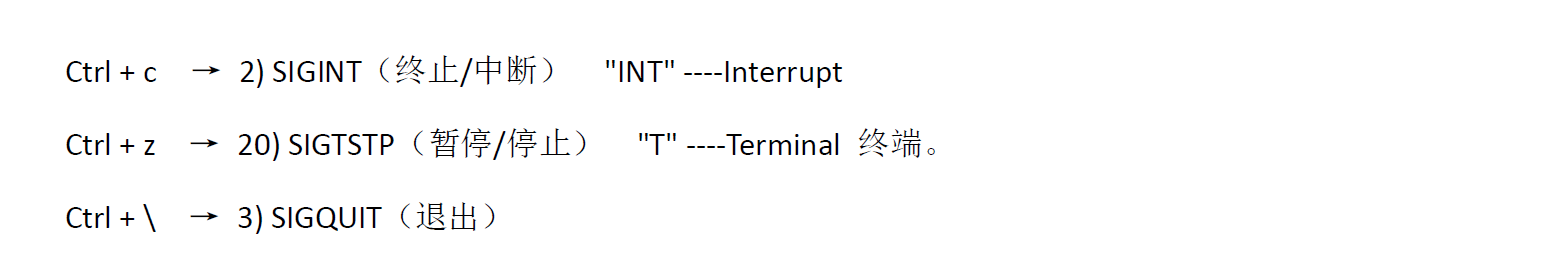 Ctrl + c → 2) SIGINT（终止/中断） "INT" ----Interrupt
Ctrl + z → 20) SIGTSTP（暂停/停止） "T" ----Terminal 终端。
Ctrl + \ → 3) SIGQUIT（退出）